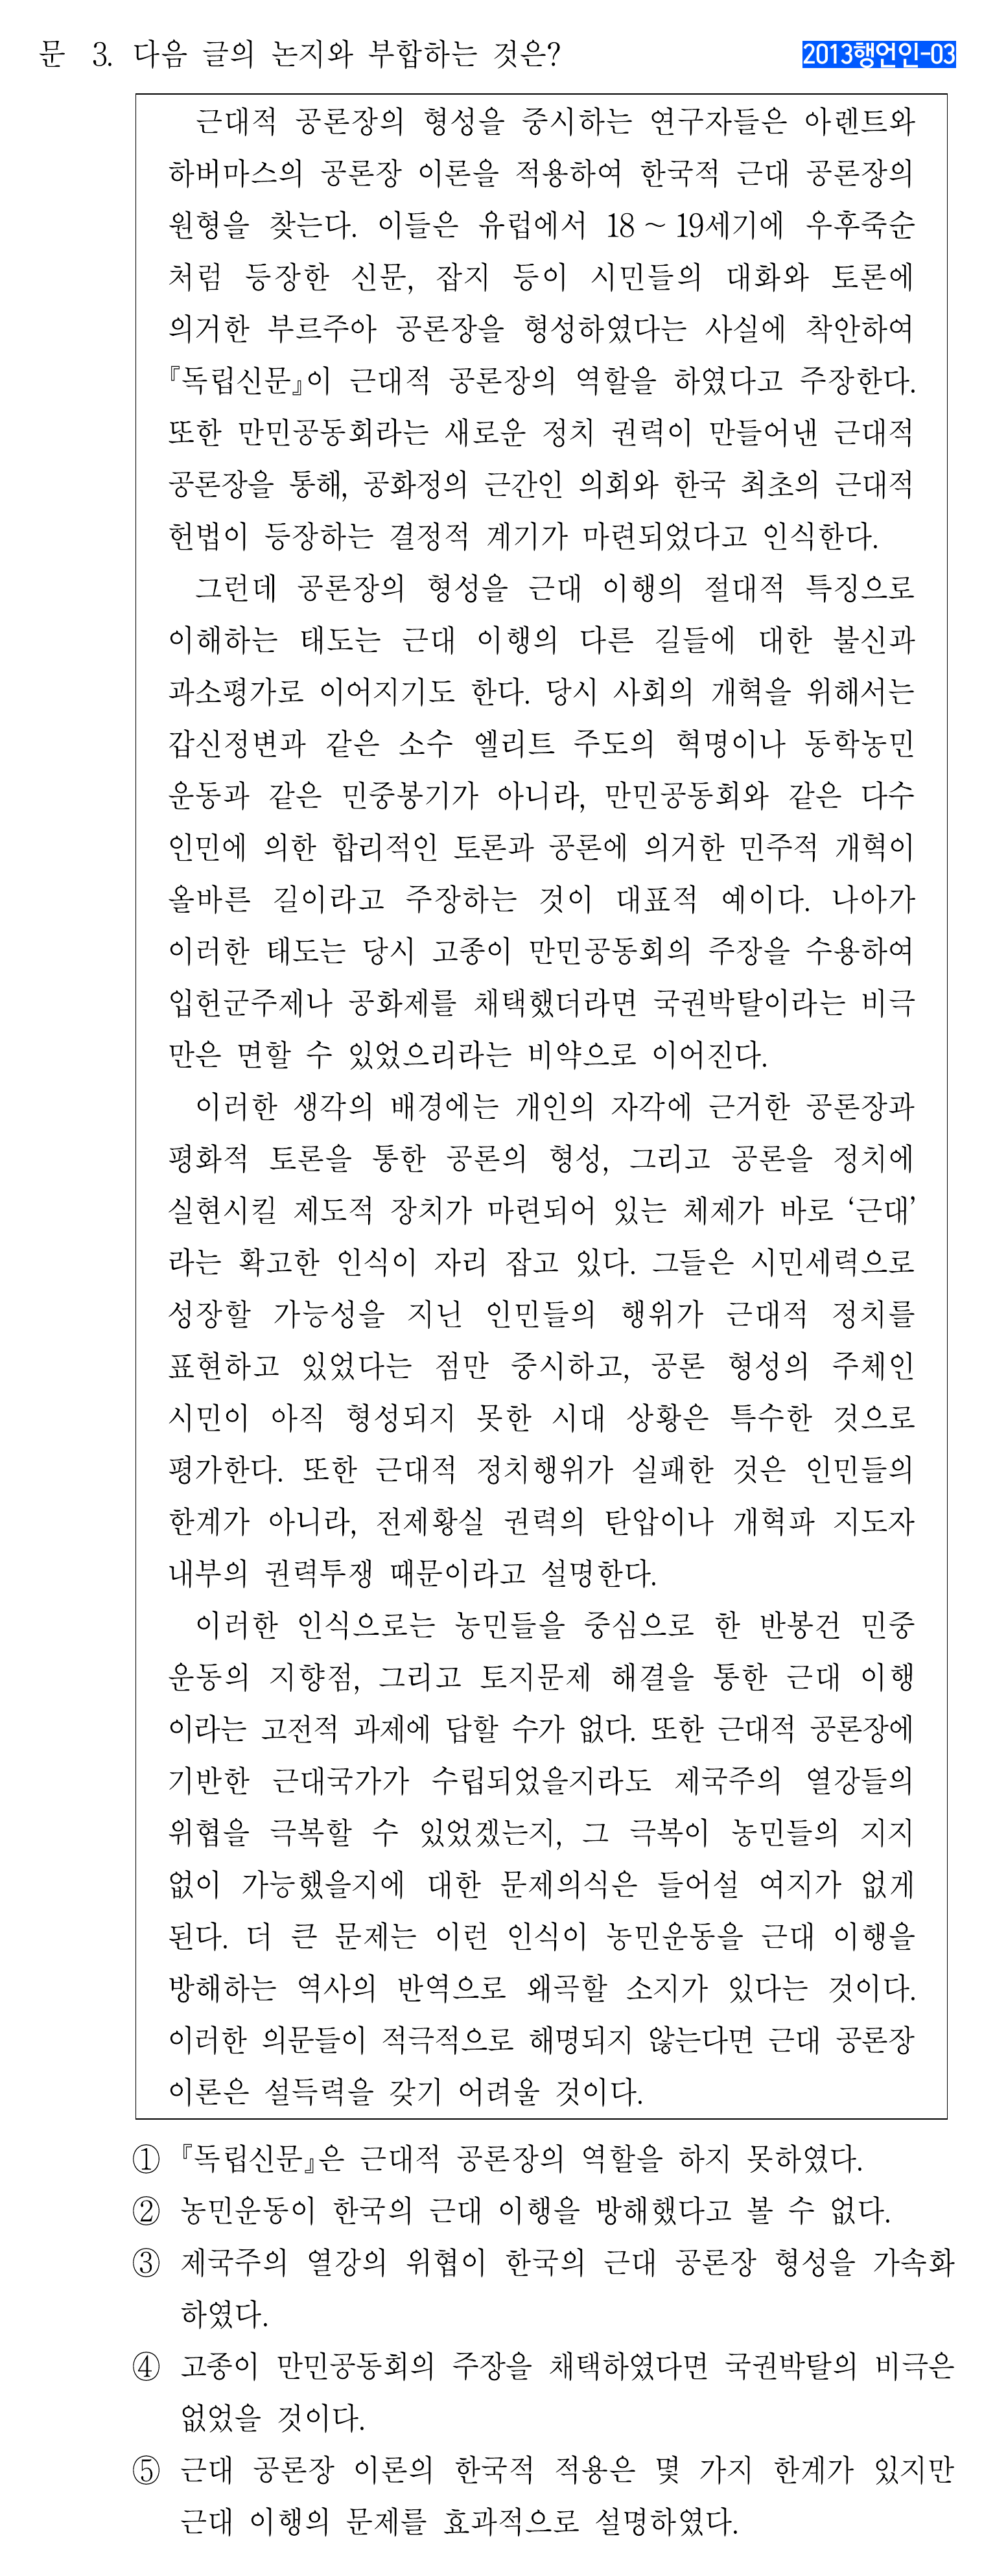 문 3. 다음 글의 논지와 부합하는 것은?
2013행언인-03
근대적 공론장의 형성을 중시하는 연구자들은 아렌트와
하버마스의 공론장 이론을 적용하여 한국적 근대 공론장의
원형을 찾는다. 이들은 유럽에서 18 ~ 19세기에 우후죽순
처럼 등장한 신문, 잡지 등이 시민들의 대화와 토론에
의거한 부르주아 공론장을 형성하였다는 사실에 착안하여
『독립신문』이 근대적 공론장의 역할을 하였다고 주장한다.
또한 만민공동회라는 새로운 정치 권력이 만들어낸 근대적
공론장을 통해, 공화정의 근간인 의회와 한국 최초의 근대적
헌법이 등장하는 결정적 계기가 마련되었다고 인식한다.
그런데 공론장의 형성을 근대 이행의 절대적 특징으로
이해하는 태도는 근대 이행의 다른 길들에 대한 불신과
과소평가로 이어지기도 한다. 당시 사회의 개혁을 위해서는
갑신정변과 같은 소수 엘리트 주도의 혁명이나 동학농민
운동과 같은 민중봉기가 아니라, 만민공동회와 같은 다수
인민에 의한 합리적인 토론과 공론에 의거한 민주적 개혁이
올바른 길이라고 주장하는 것이 대표적 예이다. 나아가
이러한 태도는 당시 고종이 만민공동회의 주장을 수용하여
입헌군주제나 공화제를 채택했더라면 국권박탈이라는 비극
만은 면할 수 있었으리라는 비약으로 이어진다.
이러한 생각의 배경에는 개인의 자각에 근거한 공론장과
평화적 토론을 통한 공론의 형성, 그리고 공론을 정치에
실현시킬 제도적 장치가 마련되어 있는 체제가 바로 ‘근대’
라는 확고한 인식이 자리 잡고 있다. 그들은 시민세력으로
성장할 가능성을 지닌 인민들의 행위가 근대적 정치를
표현하고 있었다는 점만 중시하고, 공론 형성의 주체인
시민이 아직 형성되지 못한 시대 상황은 특수한 것으로
평가한다. 또한 근대적 정치행위가 실패한 것은 인민들의
한계가 아니라, 전제황실 권력의 탄압이나 개혁파 지도자
내부의 권력투쟁 때문이라고 설명한다.
이러한 인식으로는 농민들을 중심으로 한 반봉건 민중
운동의 지향점, 그리고 토지문제 해결을 통한 근대 이행
이라는 고전적 과제에 답할 수가 없다. 또한 근대적 공론장에
기반한 근대국가가 수립되었을지라도 제국주의 열강들의
위협을 극복할 수 있었겠는지, 그 극복이 농민들의 지지
없이 가능했을지에 대한 문제의식은 들어설 여지가 없게
된다. 더 큰 문제는 이런 인식이 농민운동을 근대 이행을
방해하는 역사의 반역으로 왜곡할 소지가 있다는 것이다.
이러한 의문들이 적극적으로 해명되지 않는다면 근대 공론장
이론은 설득력을 갖기 어려울 것이다.
① 『독립신문』은 근대적 공론장의 역할을 하지 못하였다.
② 농민운동이 한국의 근대 이행을 방해했다고 볼 수 없다.
③ 제국주의 열강의 위협이 한국의 근대 공론장 형성을 가속화
하였다.
④ 고종이 만민공동회의 주장을 채택하였다면 국권박탈의 비극은
없었을 것이다.
⑤ 근대 공론장 이론의 한국적 적용은 몇 가지 한계가 있지만
근대 이행의 문제를 효과적으로 설명하였다.